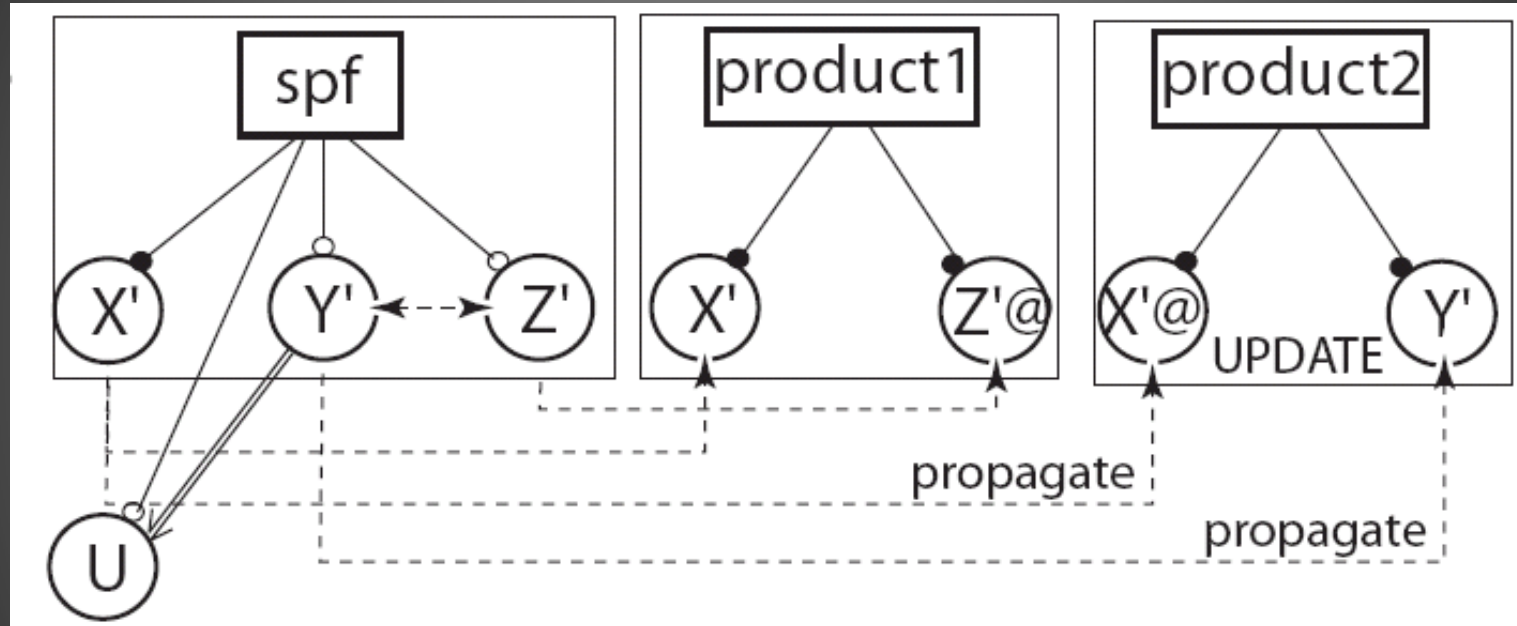 spf
product1
product2
X'
Y'
Z'
X'
Z'@
X'@
Y'
UPDATE
propagate
propagate
U